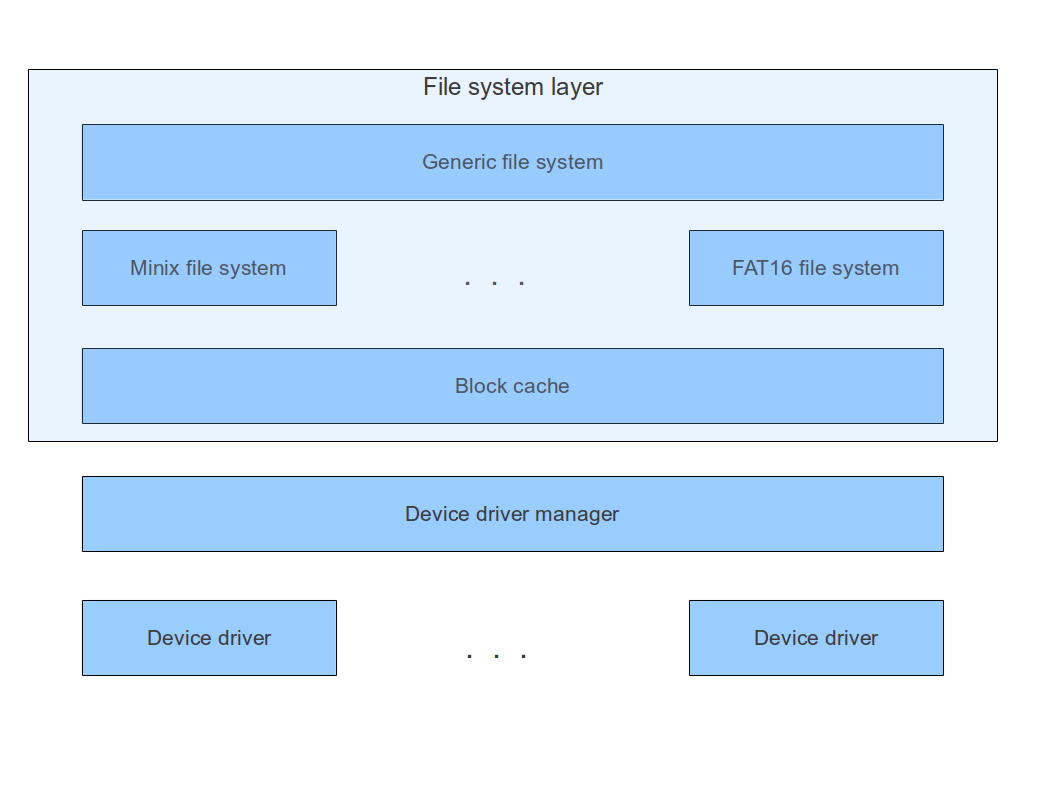 File system layer
Generic file system
Minix file system
. . .
FAT16 file system
Block cache
Device driver manager
Device driver
. . .
Device driver